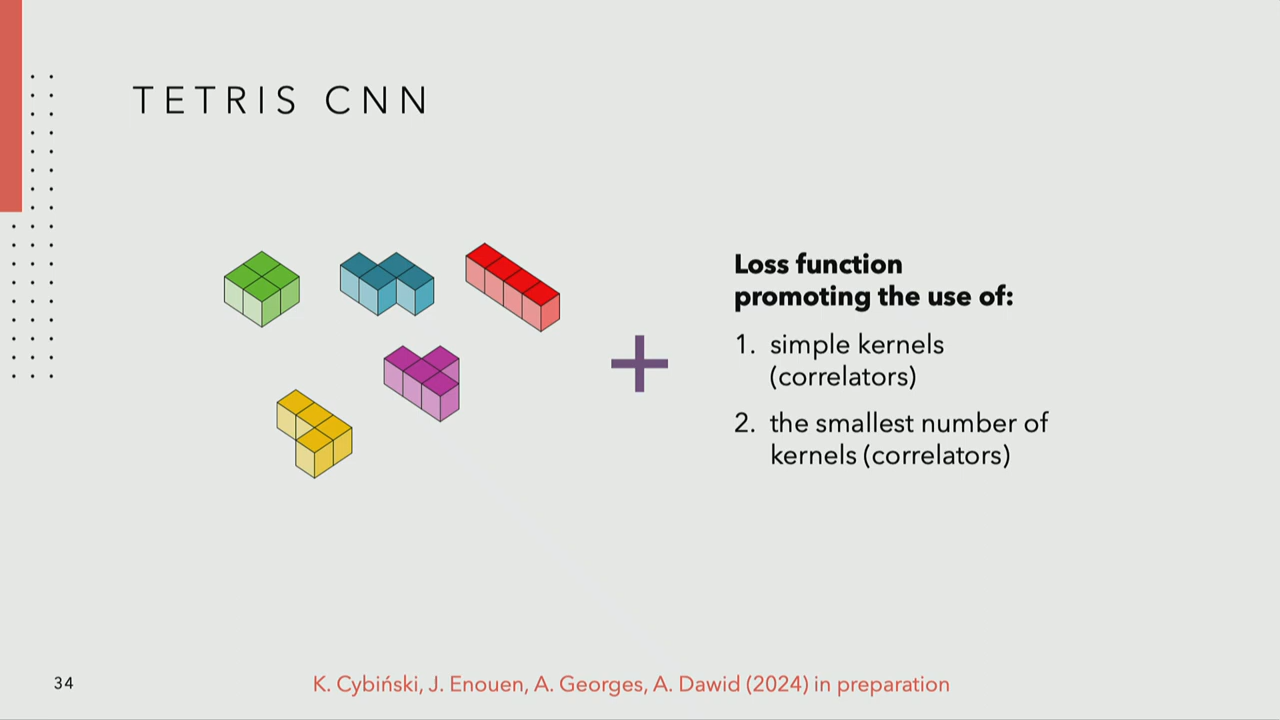 TETRIS CNN
Loss function
promoting the use of:
1. simple kernels
(correlators)
2. the smallest number of
kernels (correlators)
34
K. Cybiński, J. Enouen, A. Georges, A. Dawid (2024) in preparation